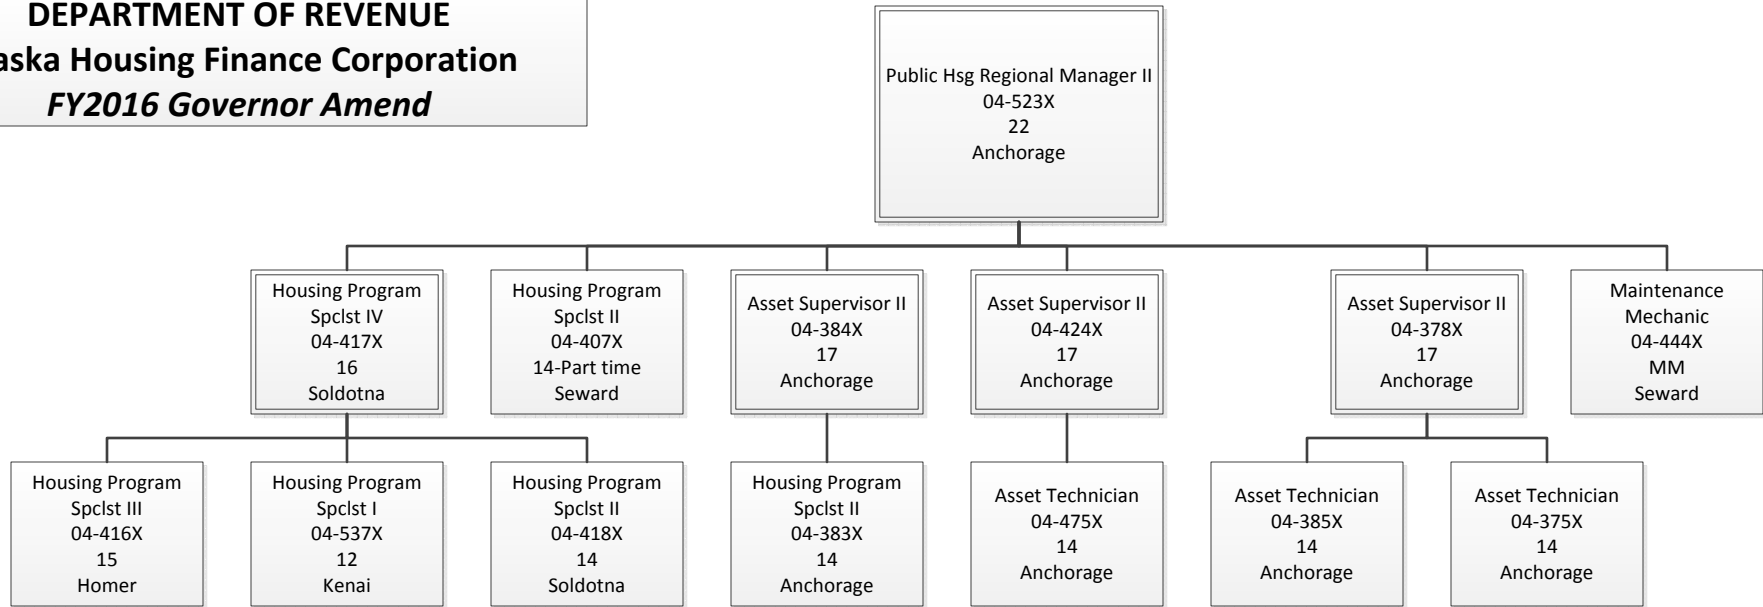 DEPARTMENT OF REVENUE
aska Housing Finance Corporation
FY2016 Governor Amend
Public Hsg Regional Manager II
04-523X
22
Anchorage
Housing Program
Spclst IV
04-417X
16
Soldotna
Housing Program
Spclst II
04-407X
14-Part time
Seward
Asset Supervisor II
04-384X
17
Anchorage
Asset Supervisor II
04-424X
17
Anchorage
Asset Supervisor II
04-378X
17
Anchorage
Maintenance
Mechanic
04-444X
MM
Seward
Housing Program
Spclst III
04-416X
15
Homer
Housing Program
Spclst I
04-537X
12
Kenai
Housing Program
Spclst II
04-418X
14
Soldotna
Housing Program
Spclst II
04-383X
14
Anchorage
Asset Technician
04-475X
14
Anchorage
Asset Technician
04-385X
14
Anchorage
Asset Technician
04-375X
14
Anchorage